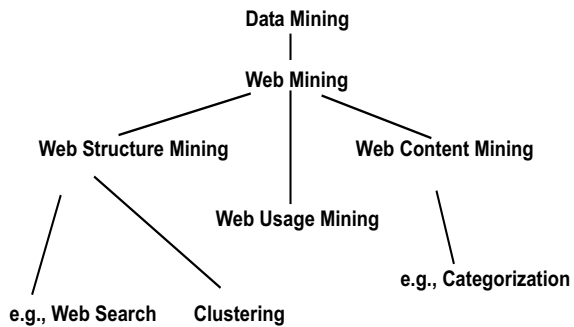 Data Mining
Web Mining
Web Structure Mining
Web Content Mining
Web Usage Mining
e.g., Categorization
e.g., Web Search
Clustering